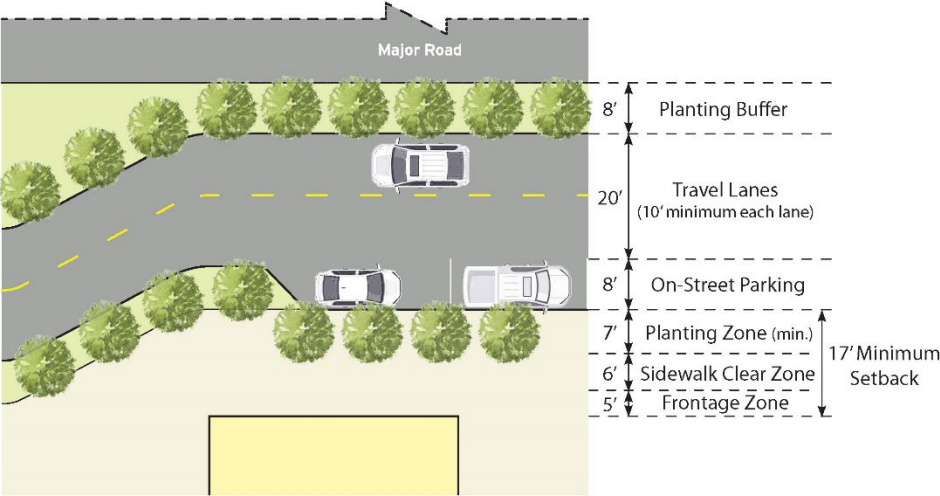 Major Road
8' Planting Buffer
20' Travel Lanes
(10' minimum each lane)
8' On-Street Parking
7' Planting Zone (min.)
6' Sidewalk Clear Zone
5' Frontage Zone
17' Minimum
Setback